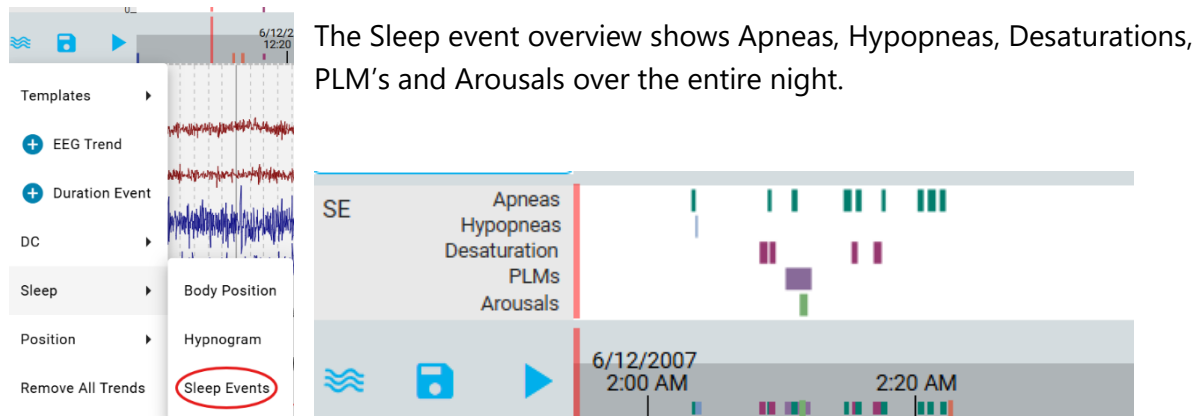 6/12/2
12:20
The Sleep event overview shows Apneas, Hypopneas, Desaturations,
PLM's and Arousals over the entire night.
Templates
EEG Trend
Duration Event
DC
Sleep
Position
Remove All Trends
Body Position
Hypnogram
Sleep Events
SE
Apneas
Hypopneas
Desaturation
PLMs
Arousals
6/12/2007
2:00 AM
2:20 AM